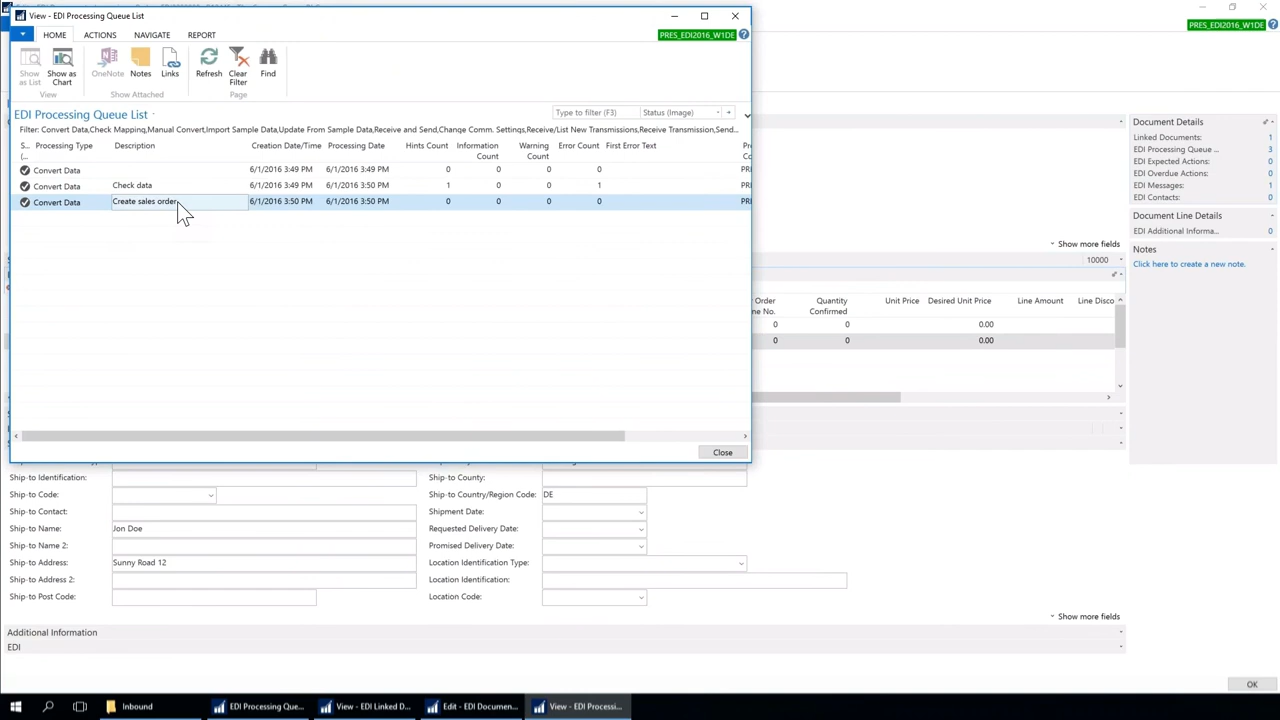 View - EDI Processing Queue List
HOME ACTIONS NAVIGATE REPORT
PRES_EDI2016_W1DE
PRES_EDI2016_W1DE
Show as List
Show as Chart
OneNote
Notes
Links
Refresh
Clear Filter
Find
View
Show Attached
Page
EDI Processing Queue List
Type to filter (F3)
Status (Image)
Filter: Convert Data,Check Mapping,Manual Convert,Import Sample Data,Update From Sample Data,Receive and Send,Change Comm. Settings,Receive/List New Transmissions,Receive Transmission,Send...
S... (... Processing Type Description Creation Date/Time Processing Date Hints Count Information Count Warning Count Error Count First Error Text
Convert Data 6/1/2016 3:49 PM 6/1/2016 3:49 PM 0 0 0 0
Convert Data Check data 6/1/2016 3:49 PM 6/1/2016 3:50 PM 1 0 0 1
Convert Data Create sales order 6/1/2016 3:50 PM 6/1/2016 3:50 PM 0 0 0 0
Close
Document Details
Linked Documents: 1
EDI Processing Queue ... 3
EDI Expected Actions: 0
EDI Overdue Actions: 0
EDI Messages: 1
EDI Contacts: 0
Document Line Details
EDI Additional Informa... 0
Notes
Click here to create a new note.
Show more fields
10000
Order Quantity Confirmed Unit Price Desired Unit Price Line Amount Line Disco
0 0 0.00
0 0 0.00
Ship-to Identification: Ship-to County:
Ship-to Code: Ship-to Country/Region Code: DE
Ship-to Contact: Shipment Date:
Ship-to Name: Jon Doe Requested Delivery Date:
Ship-to Name 2: Promised Delivery Date:
Ship-to Address: Sunny Road 12 Location Identification Type:
Ship-to Address 2: Location Identification:
Ship-to Post Code: Location Code:
Show more fields
Additional Information
EDI
OK
Inbound
EDI Processing Que...
View - EDI Linked D...
Edit - EDI Documen...
View - EDI Processi...